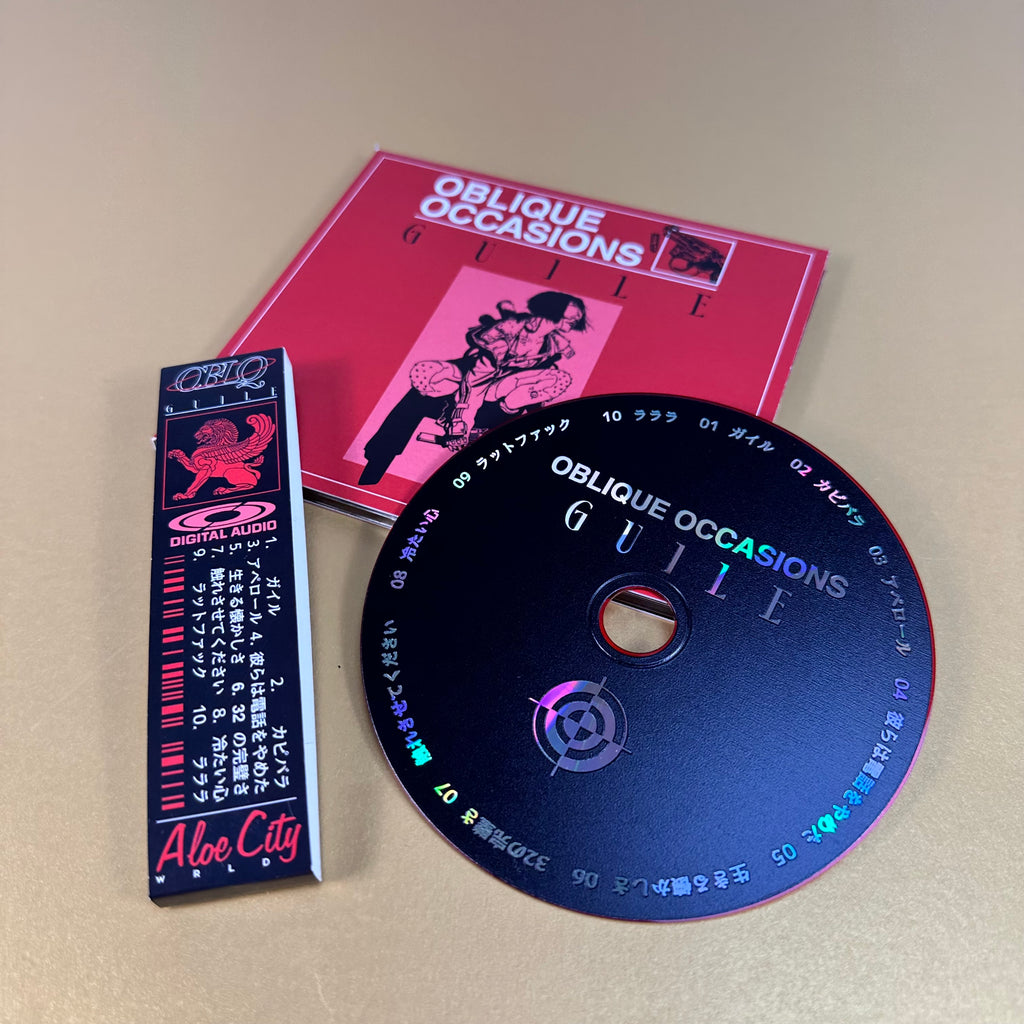 OBLIQUE
OCCASIONS
GUILE
OBLQ
GUILE
DIGITAL AUDIO
1. ガイル 2. カピバラ
3. アペロール 4. 彼らは電話をやめた
5. 生きる懐かしさ 6. 32 の完璧さ
7. 触れさせてください 8. 冷たい心
9. ラットファック 10. ラララ
Aloe City
WRLD
OBLIQUE OCCASIONS
GUILE
01 ガイル
02 カピバラ
03 アペロール
04 彼らは電話をやめた
05 生きる懐かしさ
06 32の完璧さ
07 触れさせてください
08 冷たい心
09 ラットファック
10 ラララ